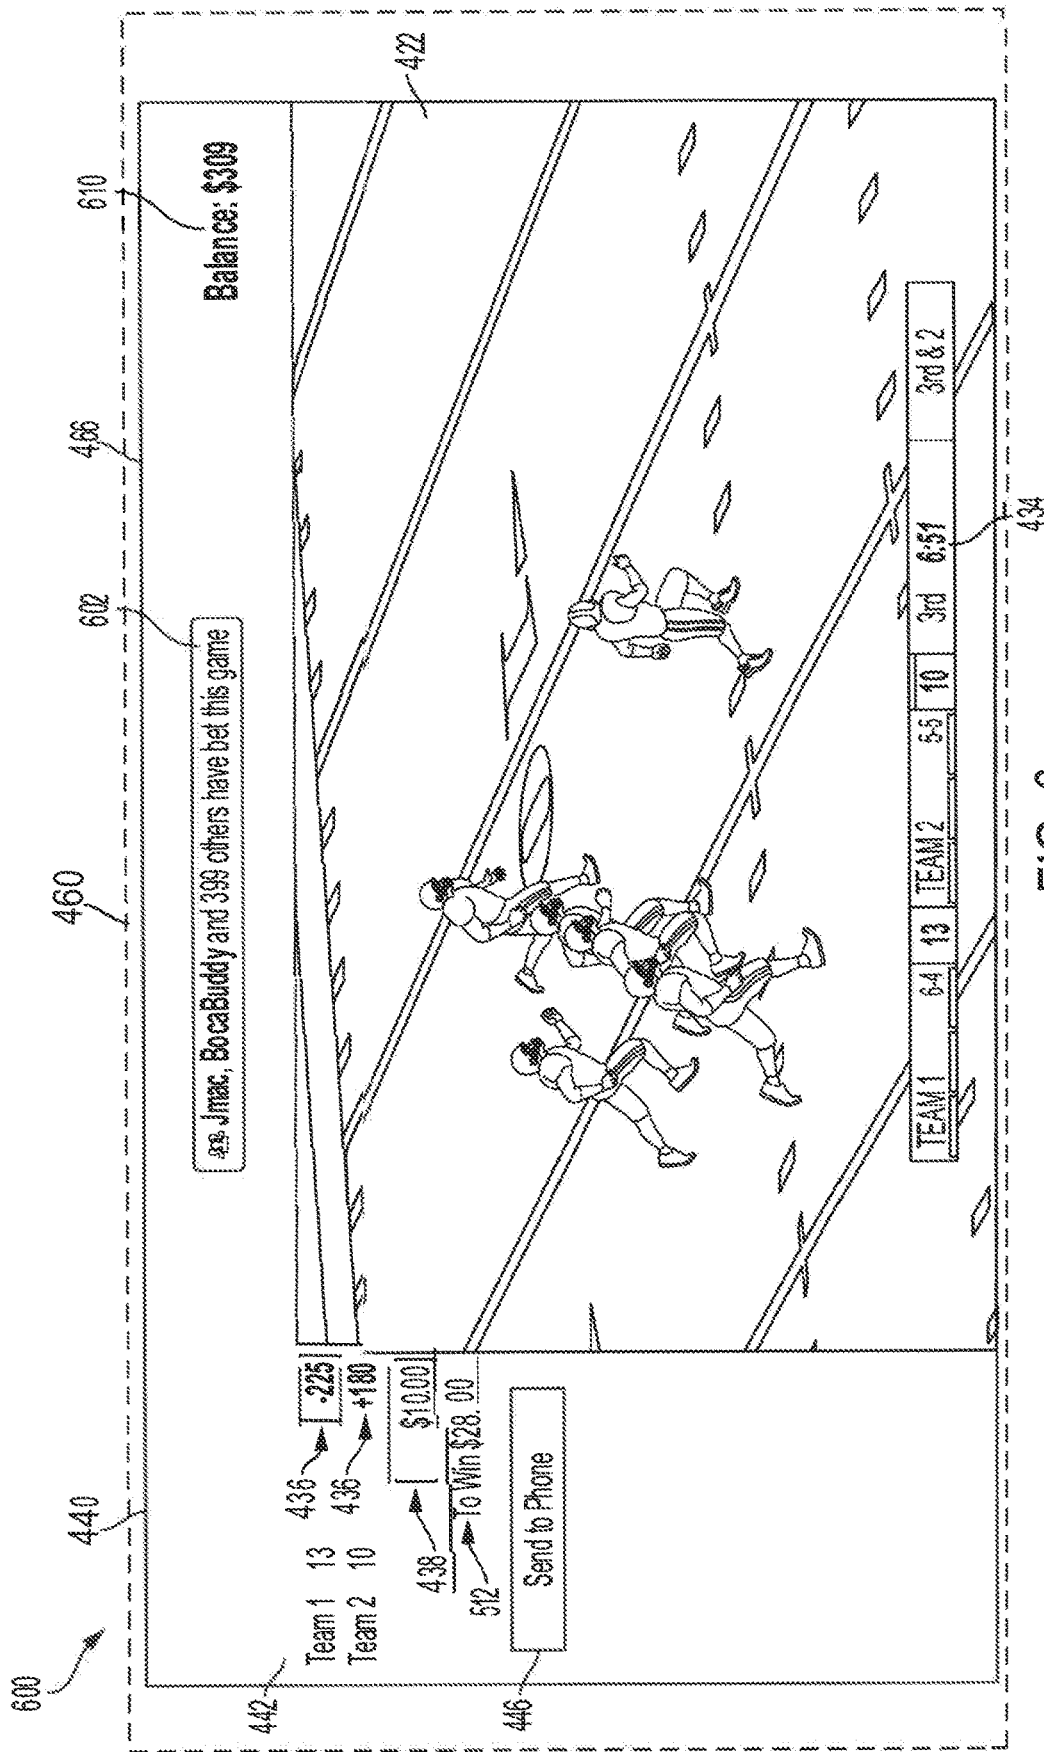 600
460
440
602
466
610
Jmac, BocaBuddy and 399 others have bet this game
Balance: $309
422
442
Team 1 13
436
-225
Team 2 10
436
+180
438
$10.00
To Win $28.00
512
446
Send to Phone
TEAM 1 6-4 13 TEAM 2 5-5 10 3rd 6:51 3rd & 2
434